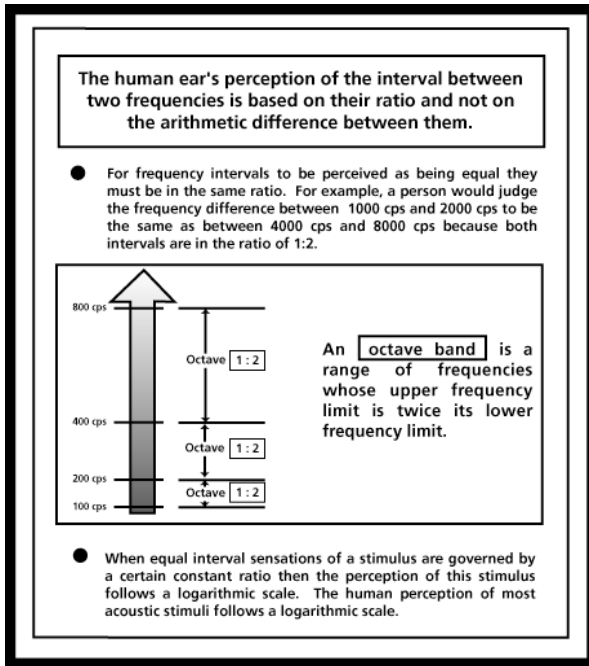 The human ear's perception of the interval between
two frequencies is based on their ratio and not on
the arithmetic difference between them.
● For frequency intervals to be perceived as being equal they
must be in the same ratio. For example, a person would judge
the frequency difference between 1000 cps and 2000 cps to be
the same as between 4000 cps and 8000 cps because both
intervals are in the ratio of 1:2.
800 cps
Octave 1 : 2
400 cps
Octave 1 : 2
200 cps
Octave 1 : 2
100 cps
An octave band is a
range of frequencies
whose upper frequency
limit is twice its lower
frequency limit.
● When equal interval sensations of a stimulus are governed by
a certain constant ratio then the perception of this stimulus
follows a logarithmic scale. The human perception of most
acoustic stimuli follows a logarithmic scale.